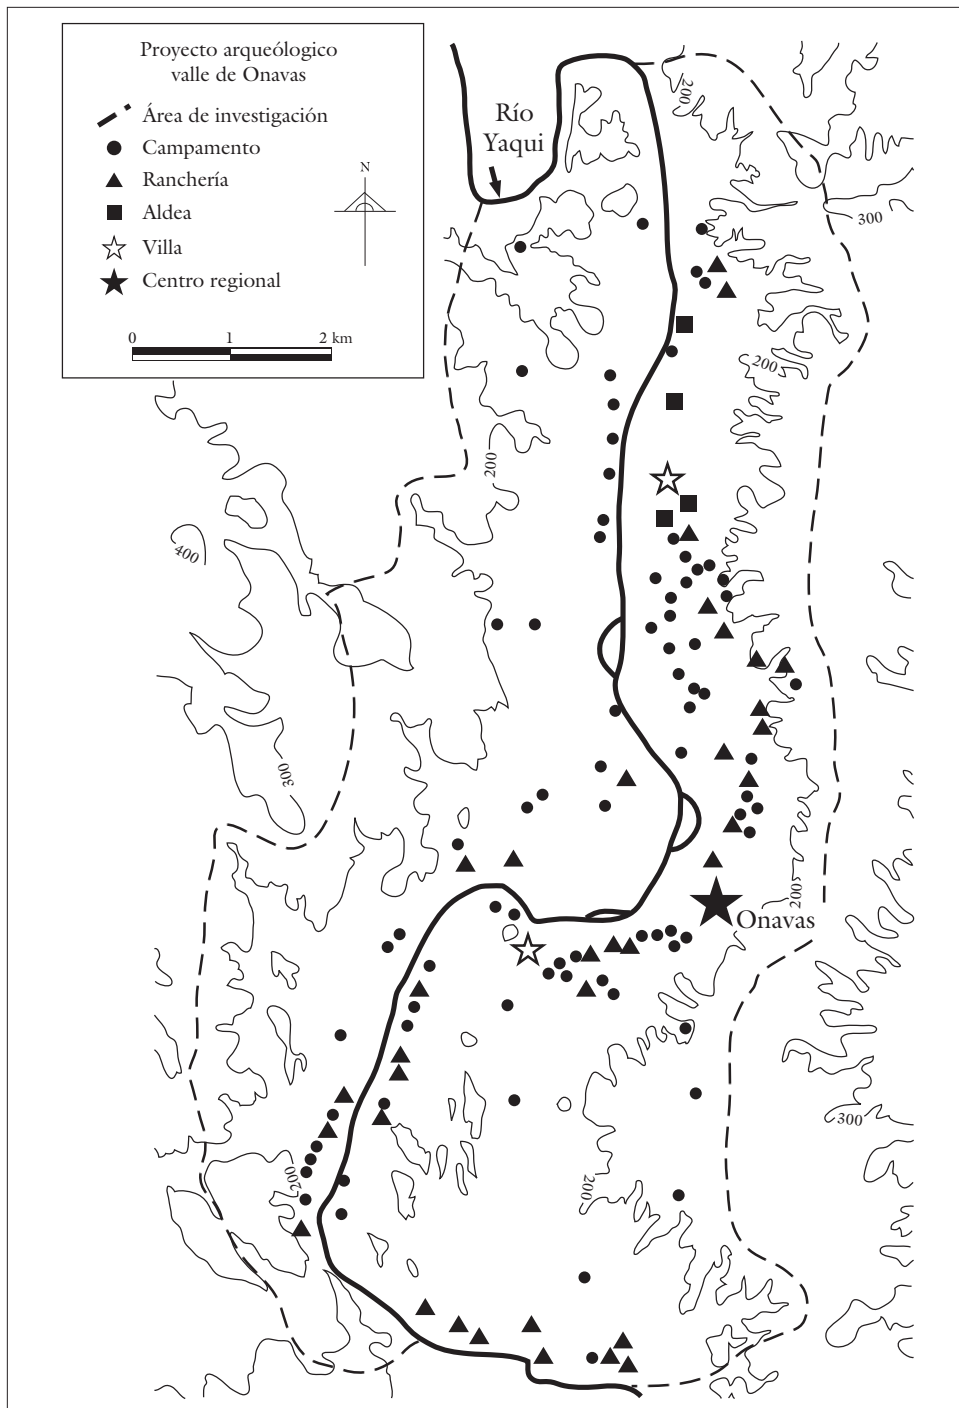 Proyecto arqueológico
valle de Onavas
Área de investigación
Campamento
Ranchería
Aldea
Villa
Centro regional
N
0 1 2 km
Río
Yaqui
200
300
200
200
400
300
200
Onavas
300
200
200